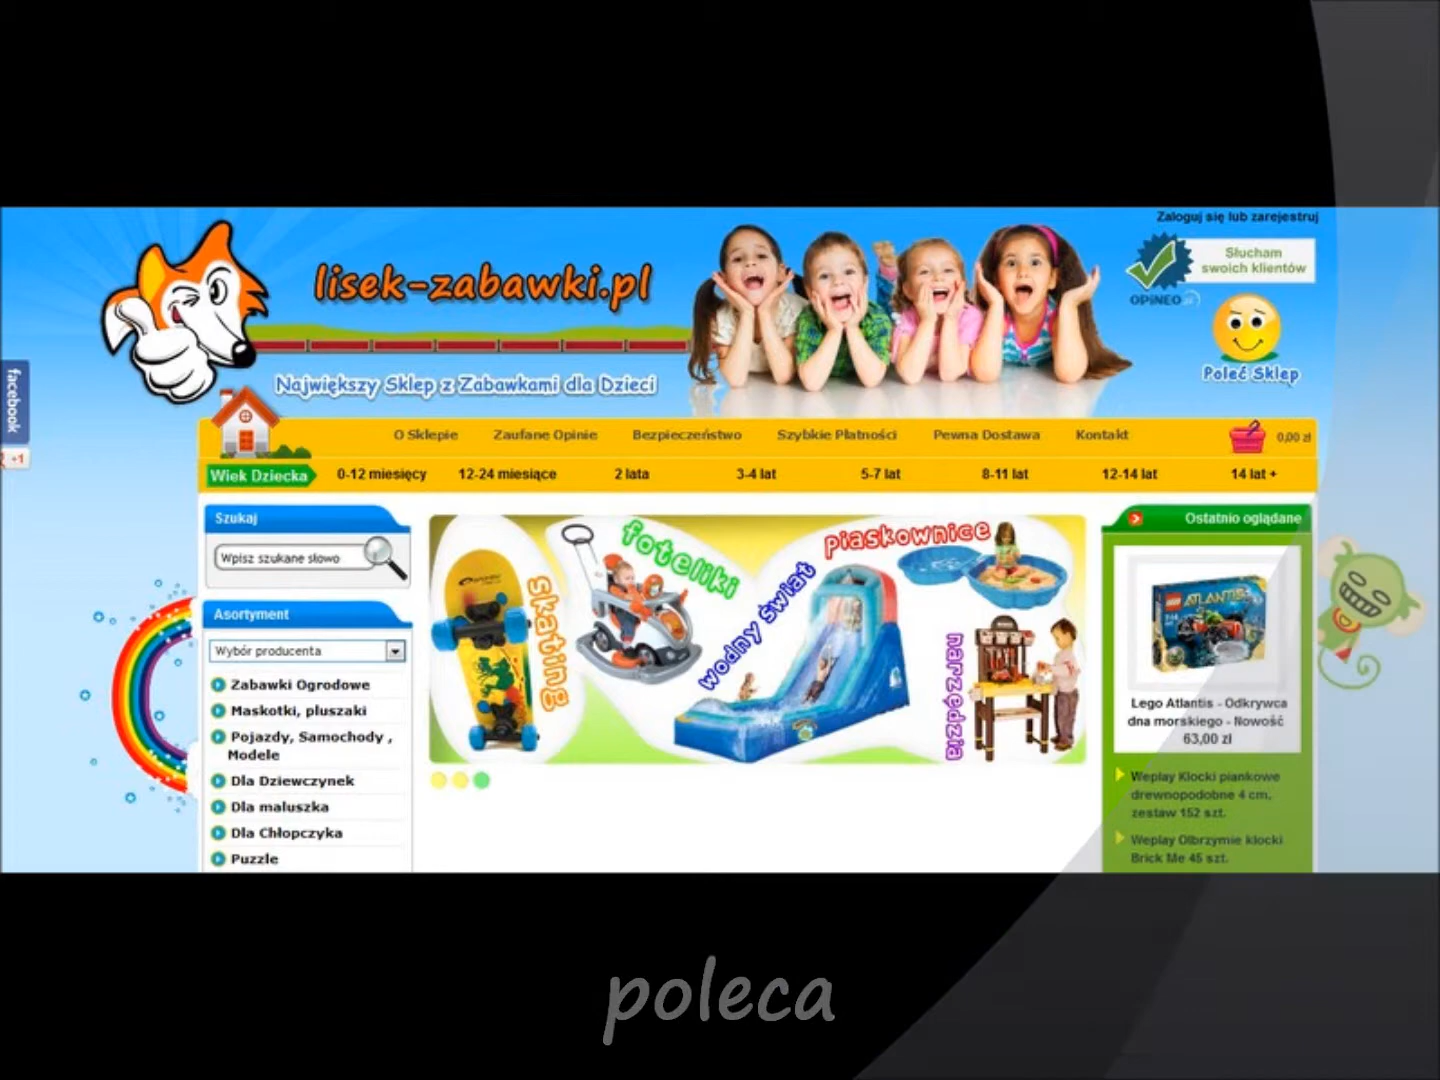 Zaloguj się lub zarejestruj
Słucham
swoich klientów
OPiNEO
lisek-zabawki.pl
Największy Sklep z Zabawkami dla Dzieci
Poleć Sklep
facebook
+1
O Sklepie Zaufane Opinie Bezpieczeństwo Szybkie Płatności Pewna Dostawa Kontakt 0,00 zł
Wiek Dziecka 0-12 miesięcy 12-24 miesiące 2 lata 3-4 lat 5-7 lat 8-11 lat 12-14 lat 14 lat +
Szukaj
Wpisz szukane słowo
Asortyment
Wybór producenta
Zabawki Ogrodowe
Maskotki, pluszaki
Pojazdy, Samochody ,
Modele
Dla Dziewczynek
Dla maluszka
Dla Chłopczyka
Puzzle
skating
foteliki
wodny świat
piaskownice
narzędzia
Ostatnio oglądane
LEGO ATLANTIS
Lego Atlantis - Odkrywca
dna morskiego - Nowość
63,00 zł
Weplay Klocki piankowe
drewnopodobne 4 cm,
zestaw 152 szt.
Weplay Olbrzymie klocki
Brick Me 45 szt.
poleca